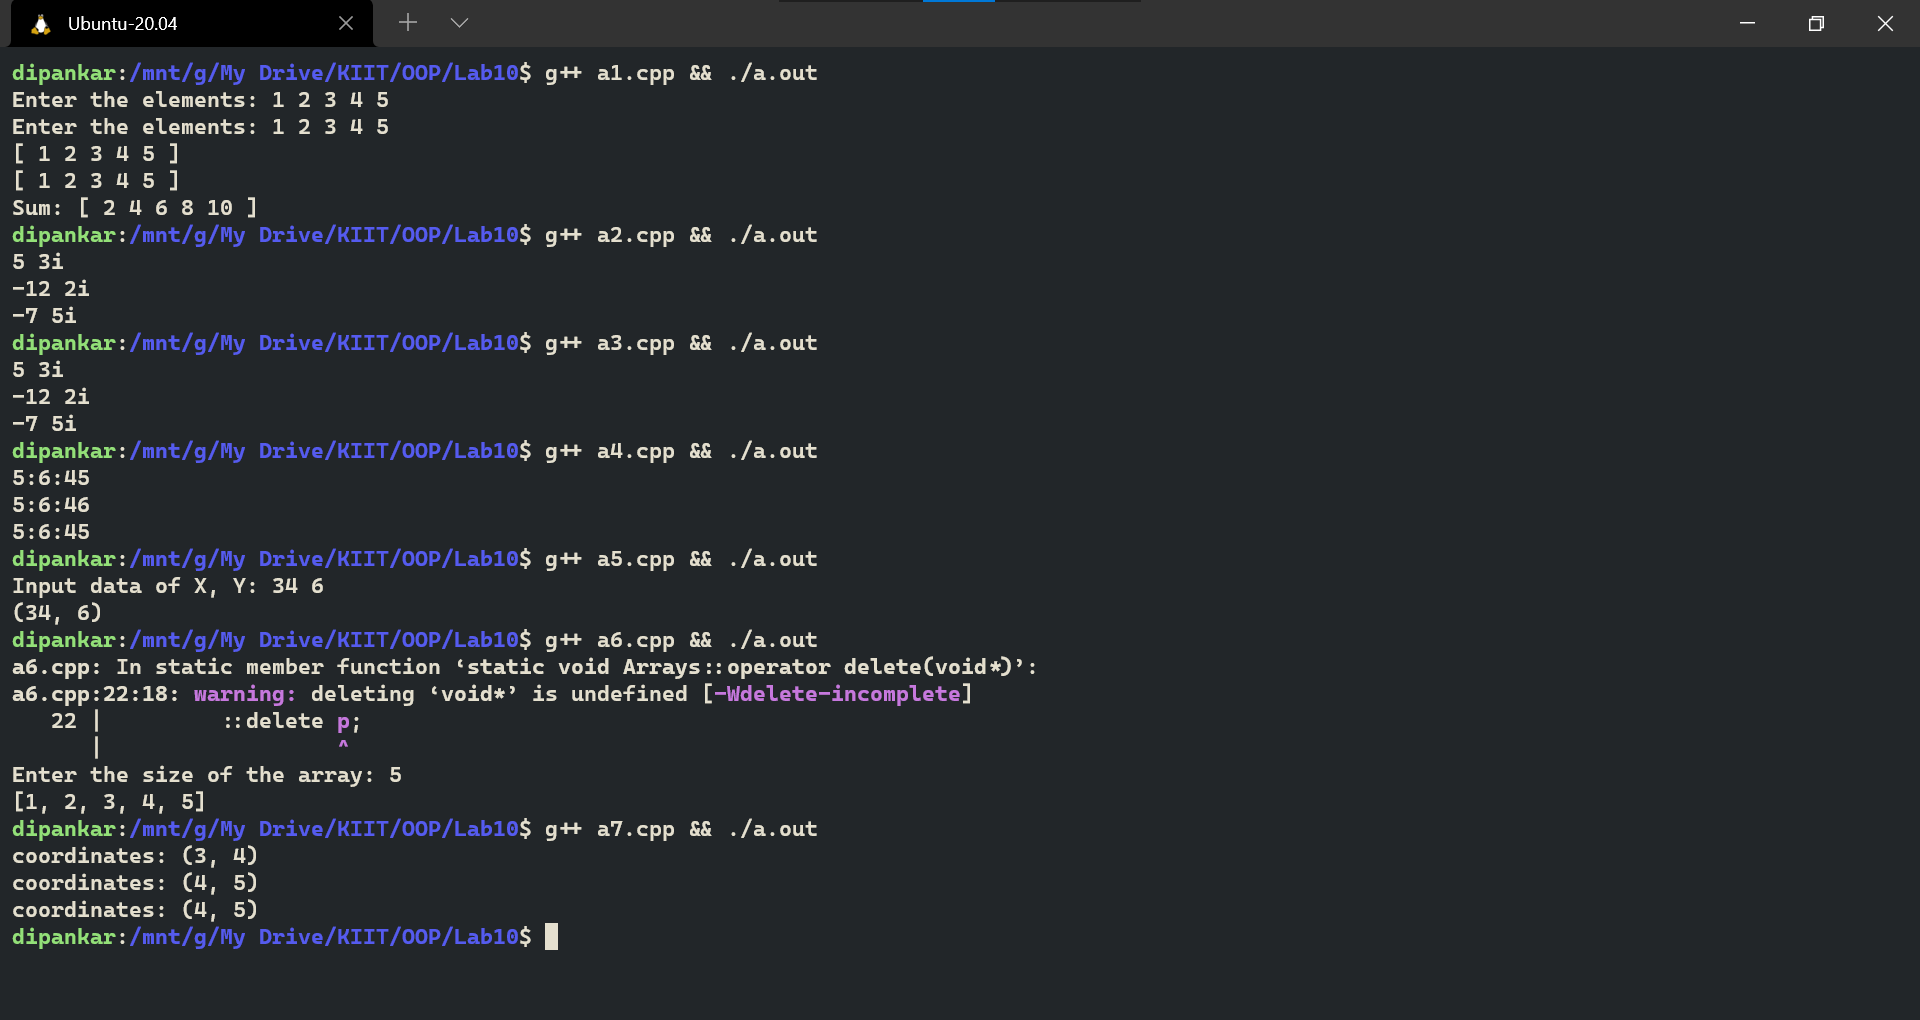 Ubuntu-20.04
dipankar:/mnt/g/My Drive/KIIT/OOP/Lab10$ g++ a1.cpp && ./a.out
Enter the elements: 1 2 3 4 5
Enter the elements: 1 2 3 4 5
[ 1 2 3 4 5 ]
[ 1 2 3 4 5 ]
Sum: [ 2 4 6 8 10 ]
dipankar:/mnt/g/My Drive/KIIT/OOP/Lab10$ g++ a2.cpp && ./a.out
5 3i
-12 2i
-7 5i
dipankar:/mnt/g/My Drive/KIIT/OOP/Lab10$ g++ a3.cpp && ./a.out
5 3i
-12 2i
-7 5i
dipankar:/mnt/g/My Drive/KIIT/OOP/Lab10$ g++ a4.cpp && ./a.out
5:6:45
5:6:46
5:6:45
dipankar:/mnt/g/My Drive/KIIT/OOP/Lab10$ g++ a5.cpp && ./a.out
Input data of X, Y: 34 6
(34, 6)
dipankar:/mnt/g/My Drive/KIIT/OOP/Lab10$ g++ a6.cpp && ./a.out
a6.cpp: In static member function ‘static void Arrays::operator delete(void*)’:
a6.cpp:22:18: warning: deleting ‘void*’ is undefined [-Wdelete-incomplete]
   22 |         ::delete p;
      |                  ^
Enter the size of the array: 5
[1, 2, 3, 4, 5]
dipankar:/mnt/g/My Drive/KIIT/OOP/Lab10$ g++ a7.cpp && ./a.out
coordinates: (3, 4)
coordinates: (4, 5)
coordinates: (4, 5)
dipankar:/mnt/g/My Drive/KIIT/OOP/Lab10$